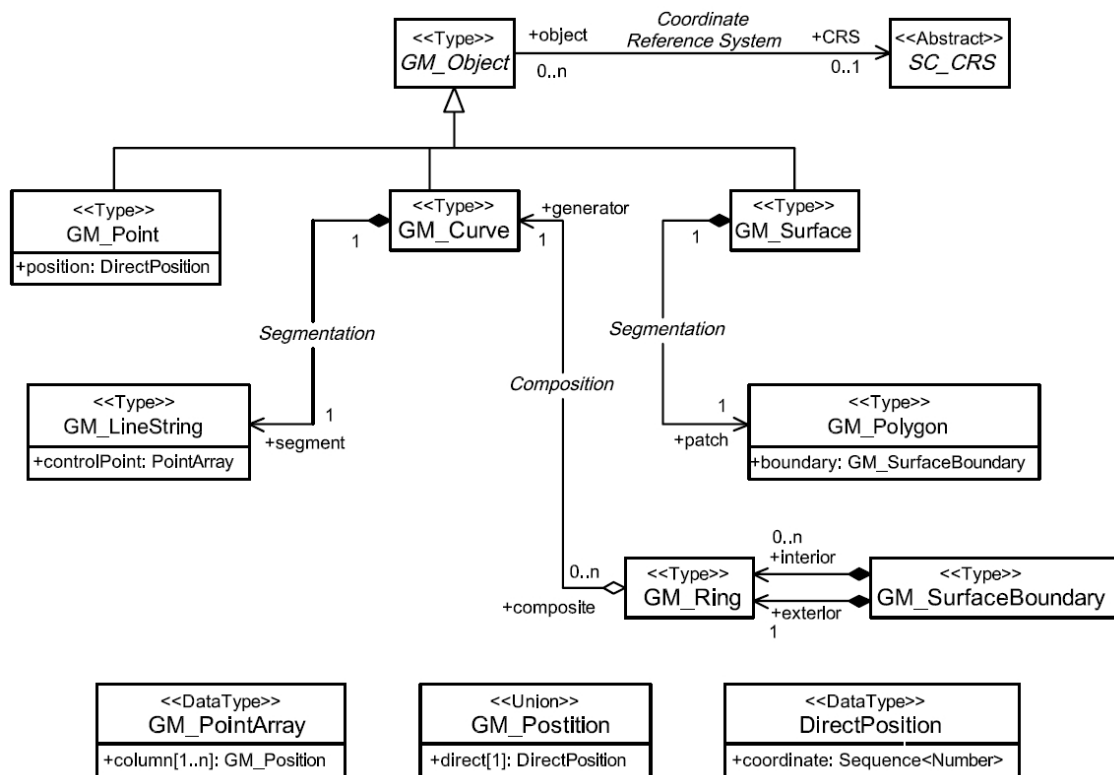 <<Type>>
GM_Object
+object
0..n
Coordinate
Reference System
+CRS
0..1
<<Abstract>>
SC_CRS
<<Type>>
GM_Point
+position: DirectPosition
<<Type>>
GM_Curve
1
+generator
1
<<Type>>
GM_Surface
1
Segmentation
Segmentation
Composition
<<Type>>
GM_LineString
+controlPoint: PointArray
1
+segment
1
+patch
<<Type>>
GM_Polygon
+boundary: GM_SurfaceBoundary
0..n
+composite
<<Type>>
GM_Ring
0..n
+interior
+exterior
1
<<Type>>
GM_SurfaceBoundary
<<DataType>>
GM_PointArray
+column[1..n]: GM_Position
<<Union>>
GM_Postition
+direct[1]: DirectPosition
<<DataType>>
DirectPosition
+coordinate: Sequence<Number>